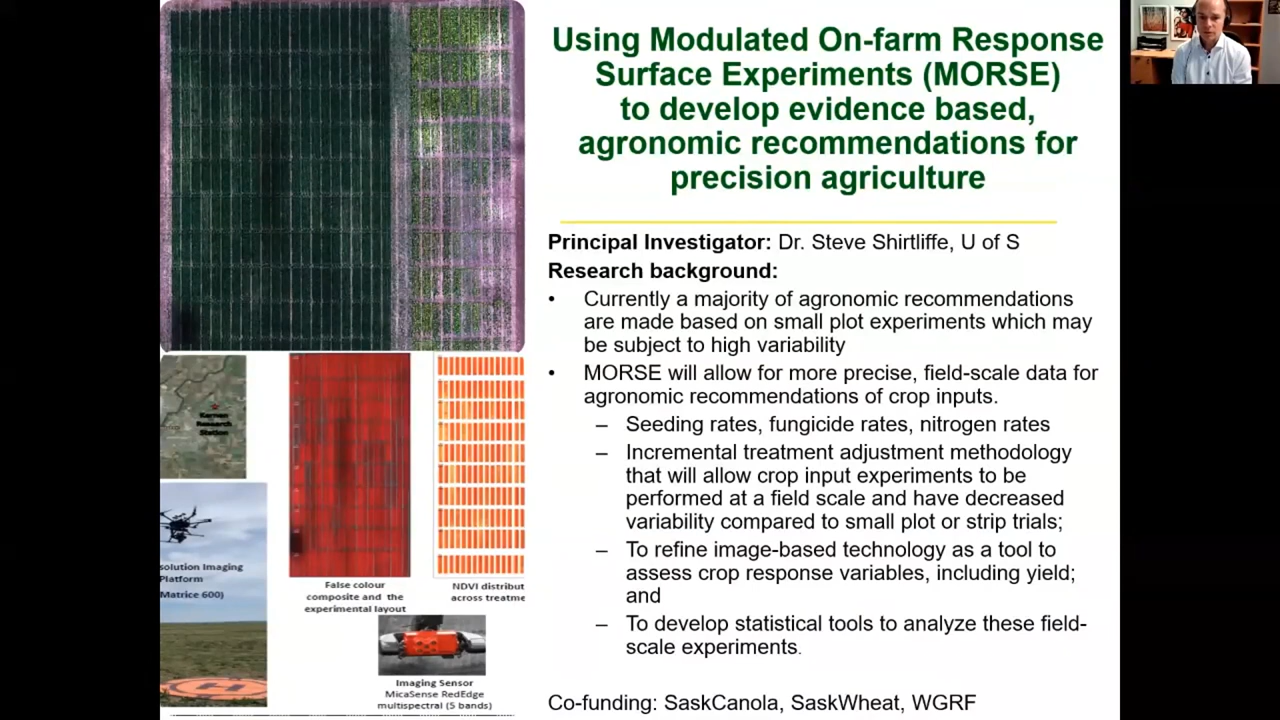 Using Modulated On-farm Response
Surface Experiments (MORSE)
to develop evidence based,
agronomic recommendations for
precision agriculture
Principal Investigator: Dr. Steve Shirtliffe, U of S
Research background:
• Currently a majority of agronomic recommendations
are made based on small plot experiments which may
be subject to high variability
• MORSE will allow for more precise, field-scale data for
agronomic recommendations of crop inputs.
– Seeding rates, fungicide rates, nitrogen rates
– Incremental treatment adjustment methodology
that will allow crop input experiments to be
performed at a field scale and have decreased
variability compared to small plot or strip trials;
– To refine image-based technology as a tool to
assess crop response variables, including yield;
and
– To develop statistical tools to analyze these field-
scale experiments.
Co-funding: SaskCanola, SaskWheat, WGRF
Kernen
Research
Station
solution Imaging
Platform
Matrice 600)
H
False colour
composite and the
experimental layout
NDVI distribut
across treatme
Imaging Sensor
MicaSense RedEdge
multispectral (5 bands)